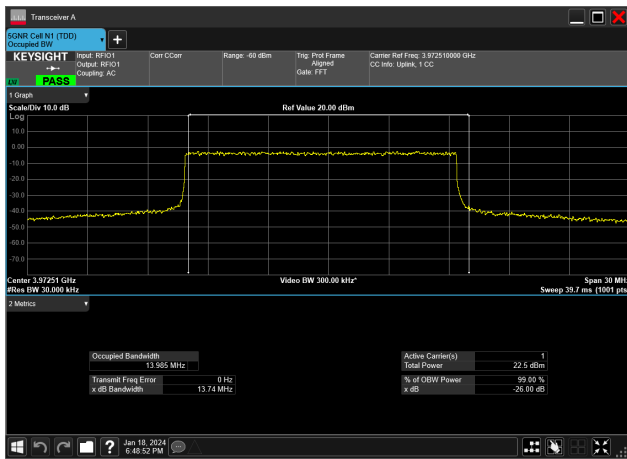 Transceiver A
5GNR Cell N1 (TDD)
Occupied BW
KEYSIGHT
LNI
PASS
Input: RFIO1
Output: RFIO1
Coupling: AC
Corr CCorr
Range: -60 dBm
Trig: Prot Frame
Aligned
Gate: FFT
Carrier Ref Freq: 3.972510000 GHz
CC Info: Uplink, 1 CC
1 Graph
Scale/Div 10.0 dB
Ref Value 20.00 dBm
Log
10.0
0.00
-10.0
-20.0
-30.0
-40.0
-50.0
-60.0
-70.0
Center 3.97251 GHz
Video BW 300.00 kHz*
Span 30 MHz
#Res BW 30.000 kHz
Sweep 39.7 ms (1001 pts)
2 Metrics
Occupied Bandwidth
13.985 MHz
Transmit Freq Error 0 Hz
x dB Bandwidth 13.74 MHz
Active Carrier(s) 1
Total Power 22.5 dBm
% of OBW Power 99.00 %
x dB -26.00 dB
Jan 18, 2024
6:48:52 PM